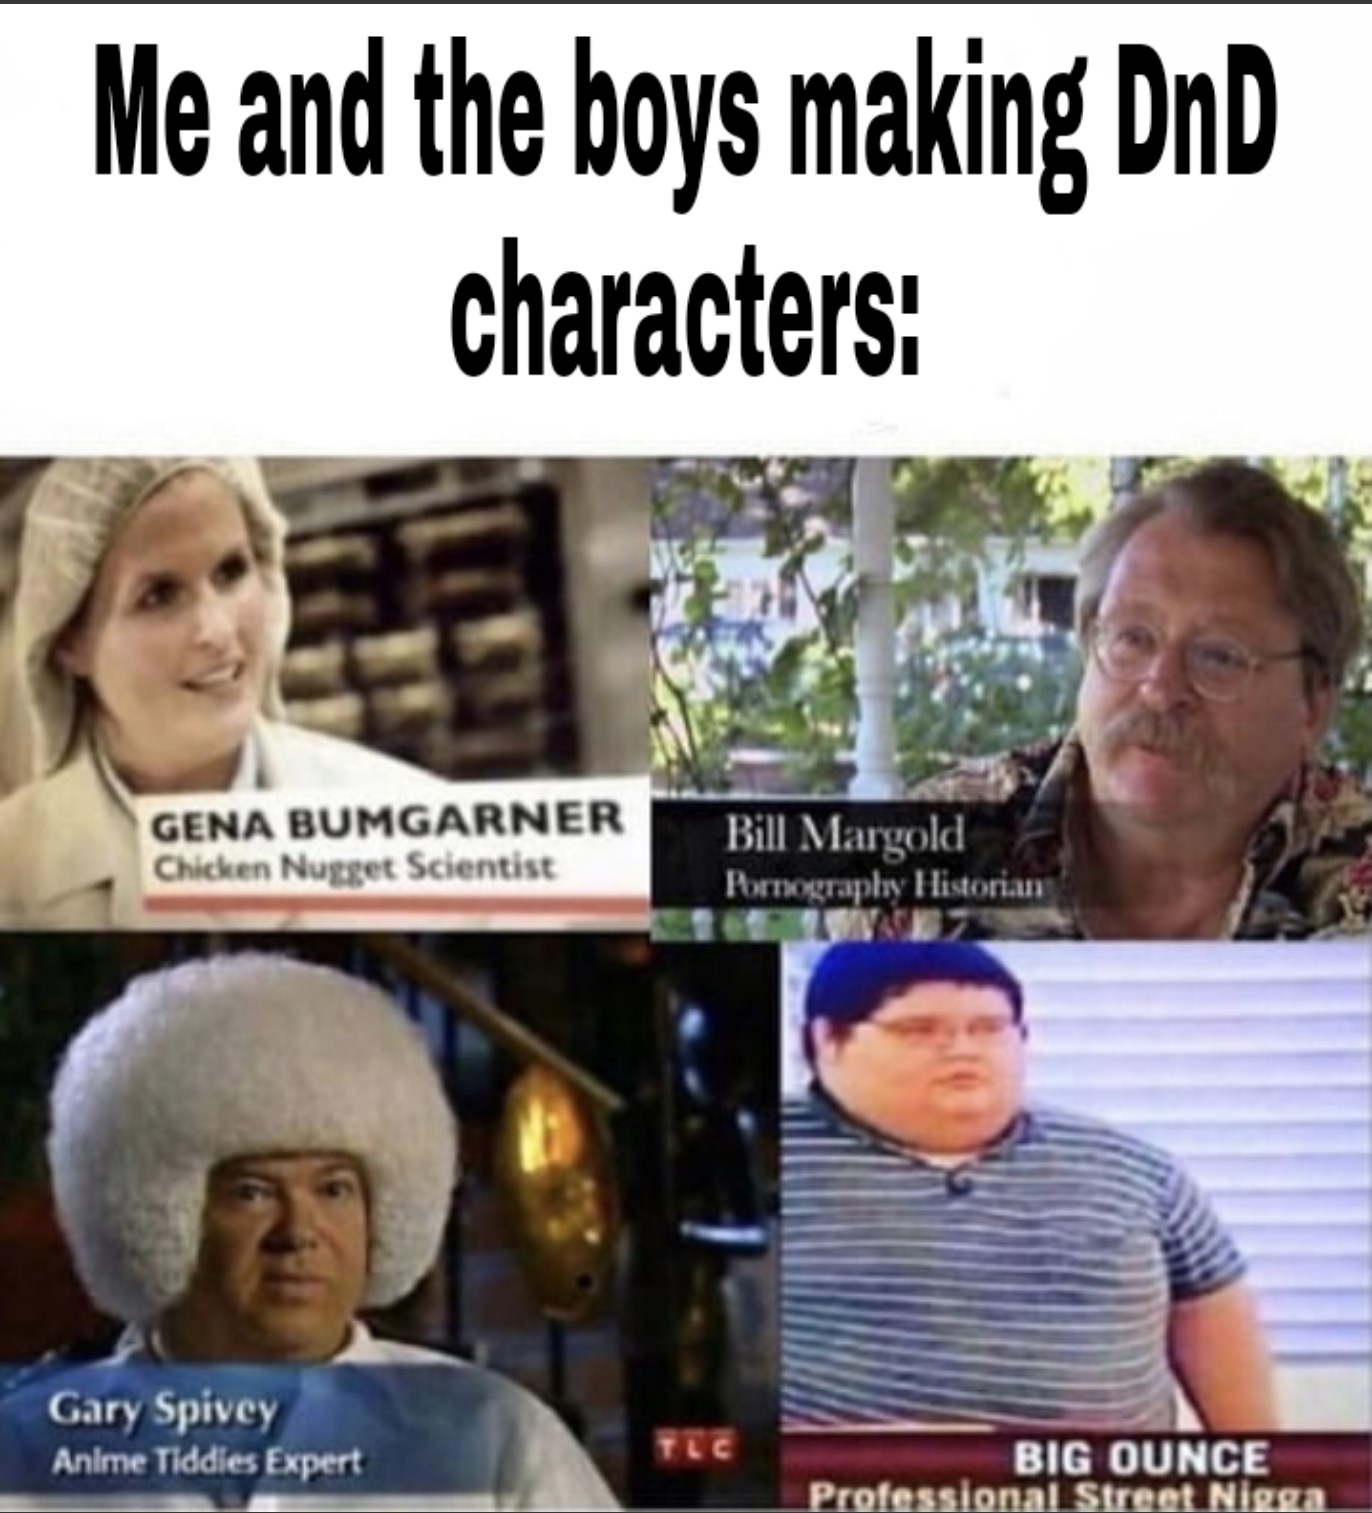 Me and the boys making DnD
characters:
GENA BUMGARNER
Chicken Nugget Scientist
Bill Margold
Pornography Historian
Gary Spivey
Anime Tiddies Expert
TLC
BIG OUNCE
Professional Street Nigga